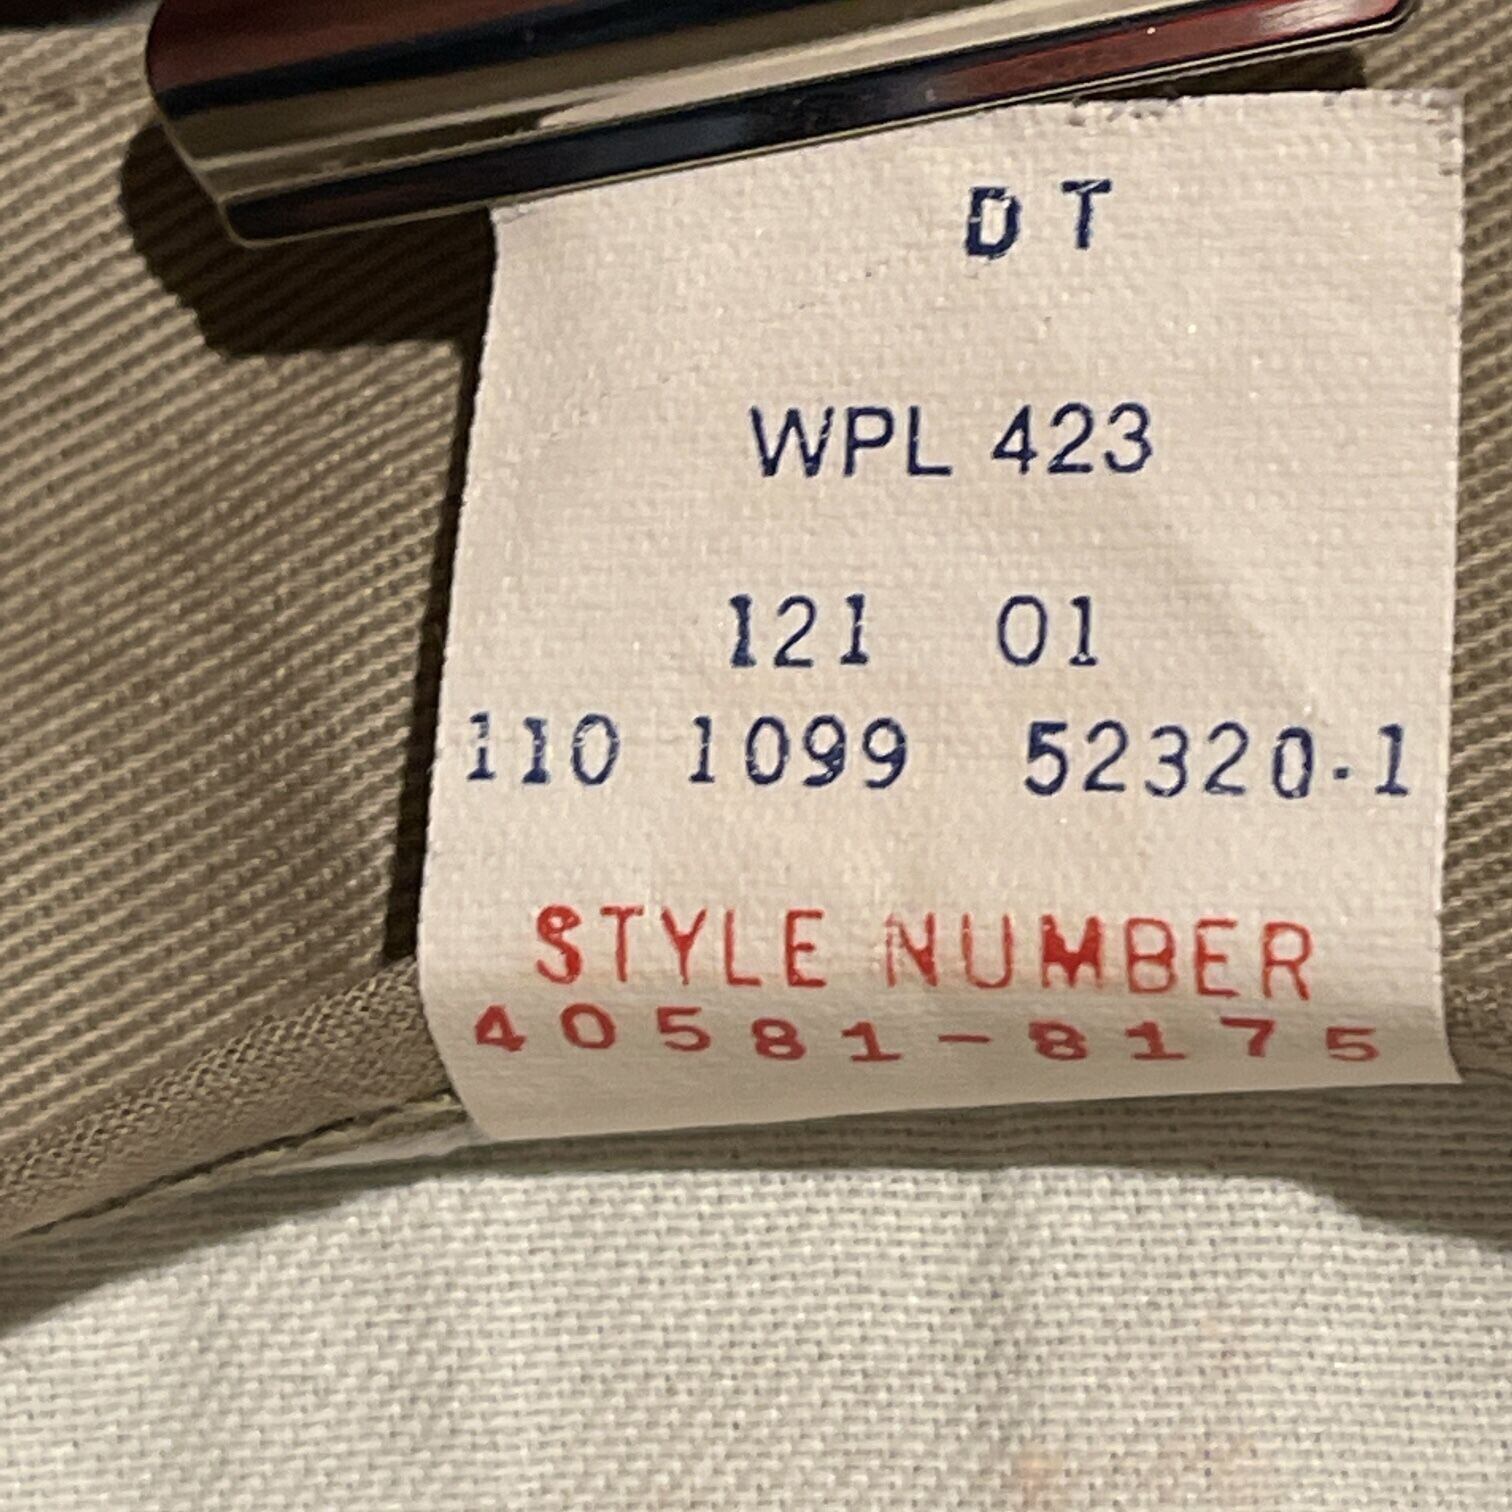 DT
WPL 423
121 01
110 1099 52320-1
STYLE NUMBER
40581-8175